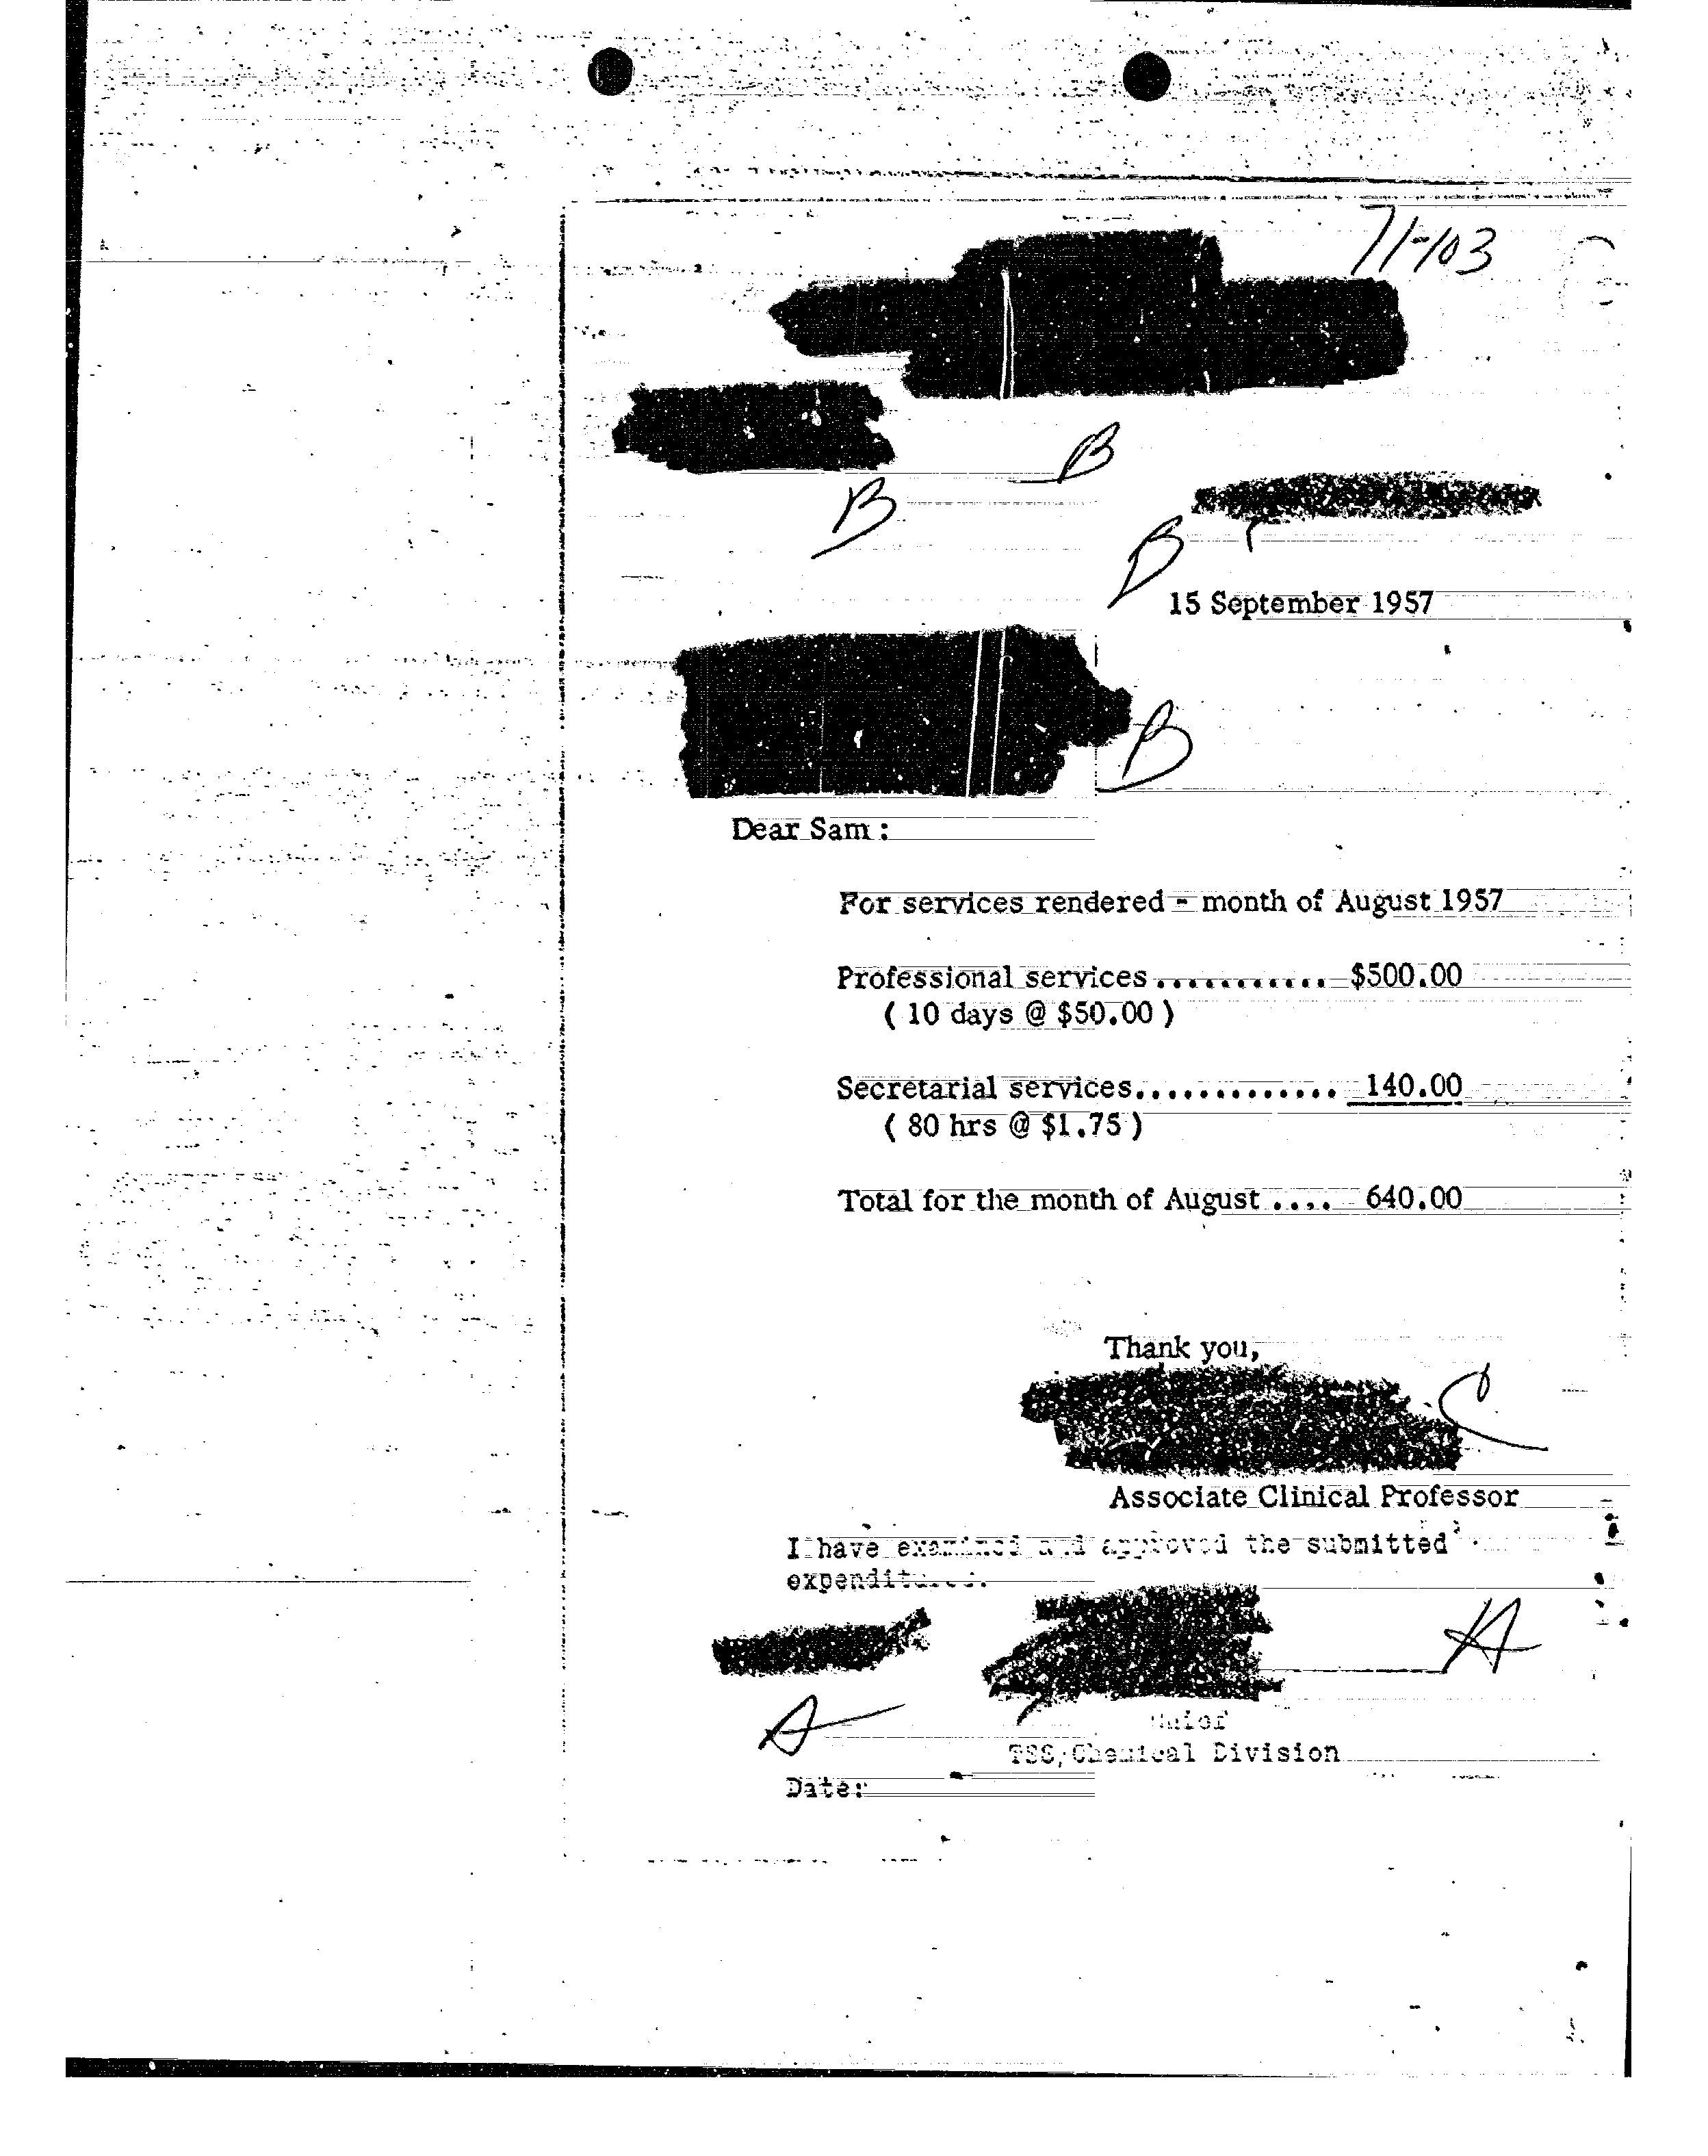 71-103
B
B
B
15 September 1957
B
Dear Sam:
For services rendered - month of August 1957
Professional services ........... $500.00
( 10 days @ $50.00 )
Secretarial services............. 140.00
( 80 hrs @ $1.75 )
Total for the month of August .... 640.00
Thank you,
C
Associate Clinical Professor
I have examined and approved the submitted
expenditures.
A
A
Chief
TSS/Chemical Division
Date: